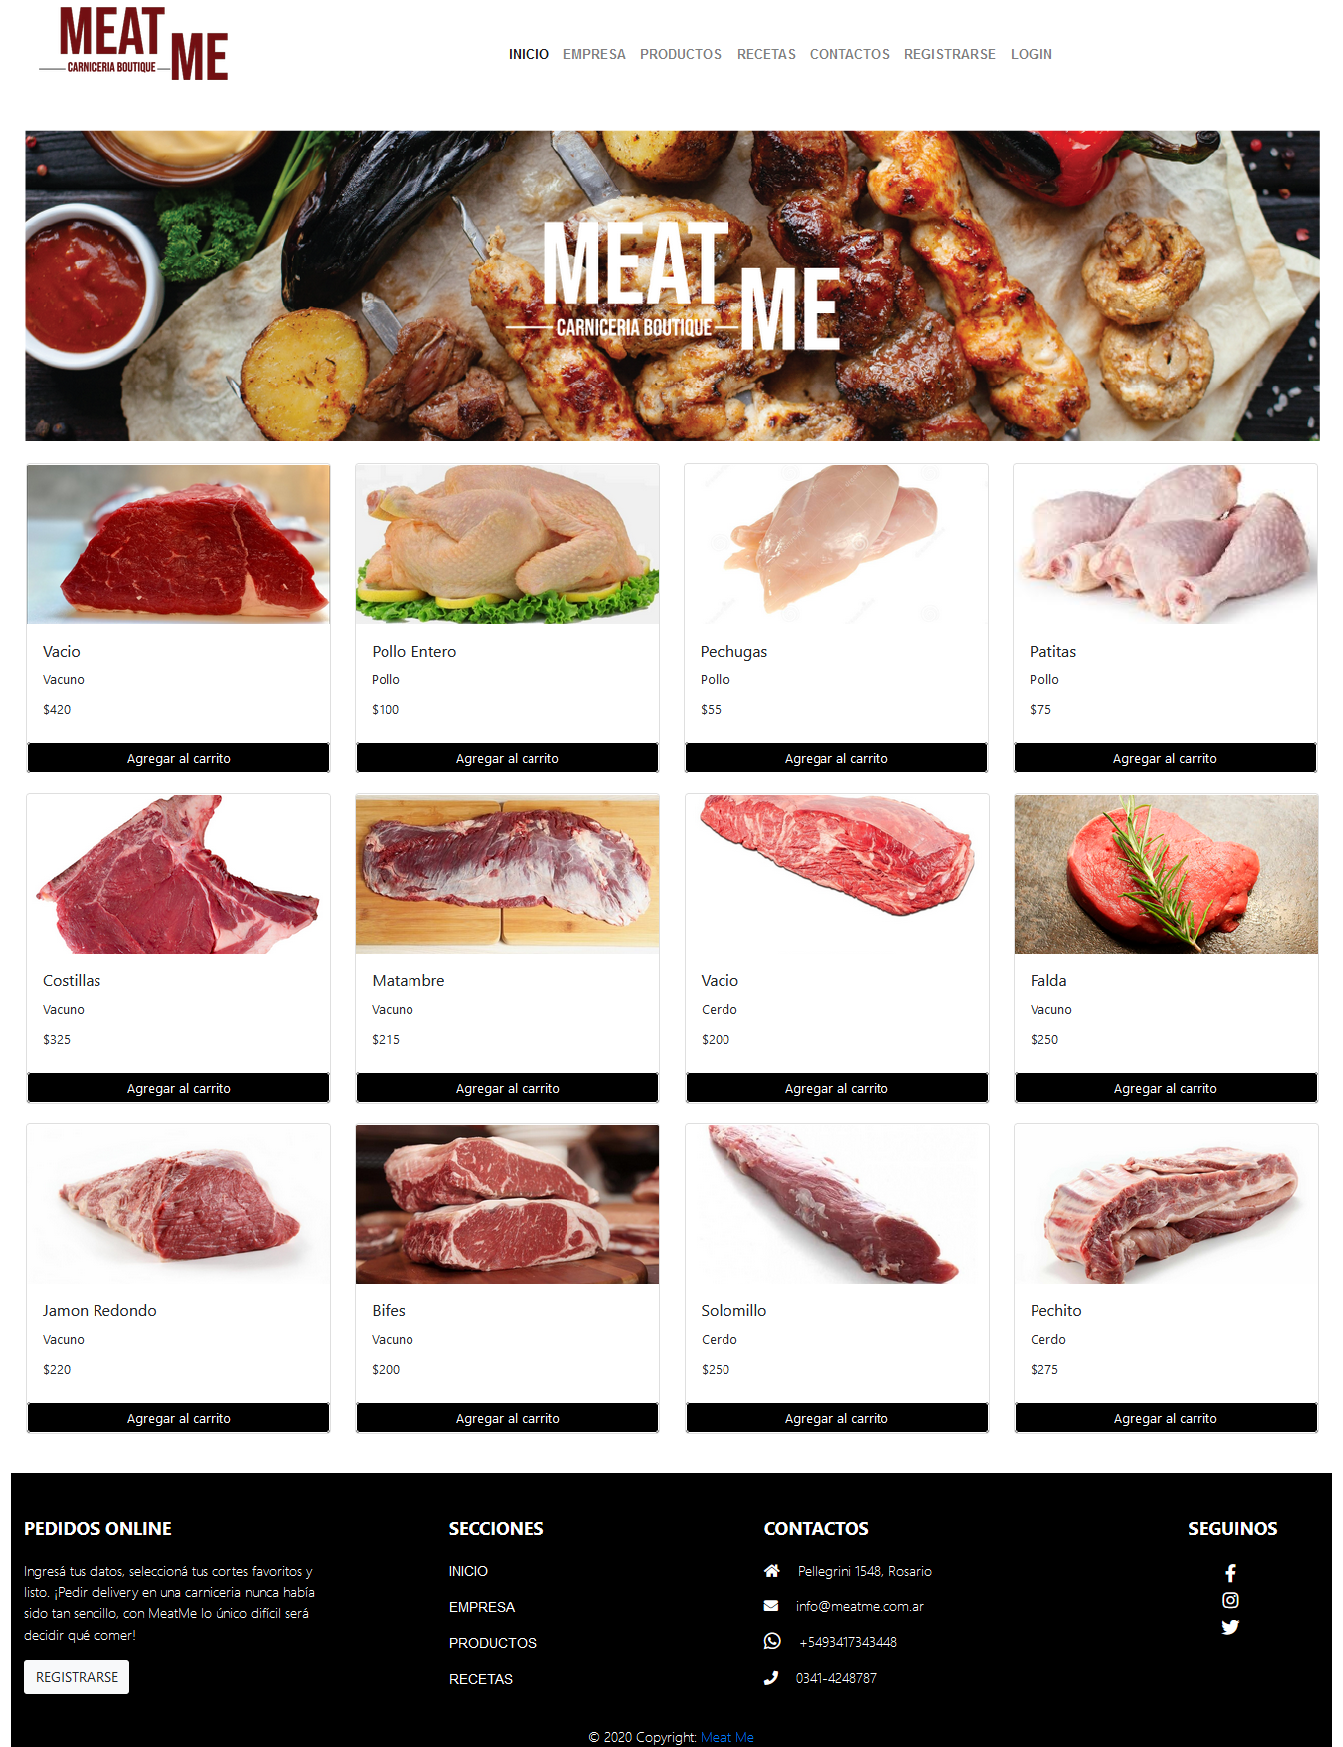 MEAT ME
CARNICERIA BOUTIQUE
INICIO EMPRESA PRODUCTOS RECETAS CONTACTOS REGISTRARSE LOGIN
MEAT ME
CARNICERIA BOUTIQUE
Vacio
Vacuno
$420
Agregar al carrito
Pollo Entero
Pollo
$100
Agregar al carrito
Pechugas
Pollo
$55
Agregar al carrito
Patitas
Pollo
$75
Agregar al carrito
Costillas
Vacuno
$325
Agregar al carrito
Matambre
Vacuno
$215
Agregar al carrito
Vacio
Cerdo
$200
Agregar al carrito
Falda
Vacuno
$250
Agregar al carrito
Jamon Redondo
Vacuno
$220
Agregar al carrito
Bifes
Vacuno
$200
Agregar al carrito
Solomillo
Cerdo
$250
Agregar al carrito
Pechito
Cerdo
$275
Agregar al carrito
PEDIDOS ONLINE
Ingresá tus datos, seleccioná tus cortes favoritos y
listo. ¡Pedir delivery en una carniceria nunca había
sido tan sencillo, con MeatMe lo único difícil será
decidir qué comer!
REGISTRARSE
SECCIONES
INICIO
EMPRESA
PRODUCTOS
RECETAS
CONTACTOS
Pellegrini 1548, Rosario
info@meatme.com.ar
+5493417343448
0341-4248787
SEGUINOS
© 2020 Copyright: Meat Me